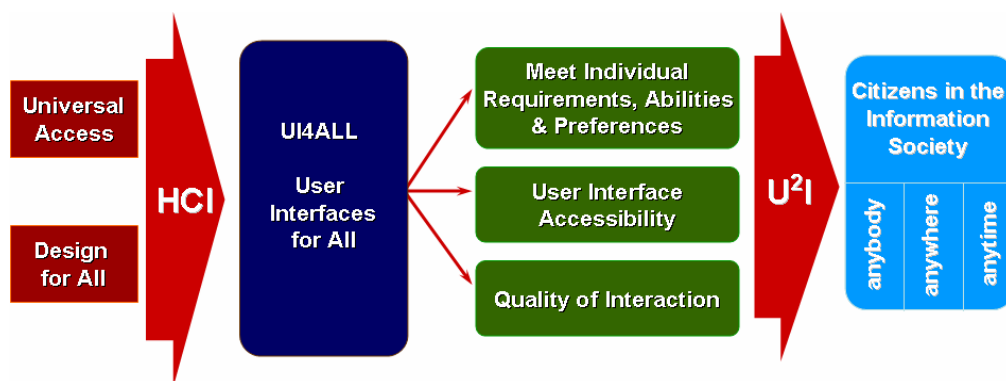 Universal
Access
Design
for All
HCI
UI4ALL
User
Interfaces
for All
Meet Individual
Requirements, Abilities
& Preferences
User Interface
Accessibility
Quality of Interaction
U²I
Citizens in the
Information
Society
anybody
anywhere
anytime